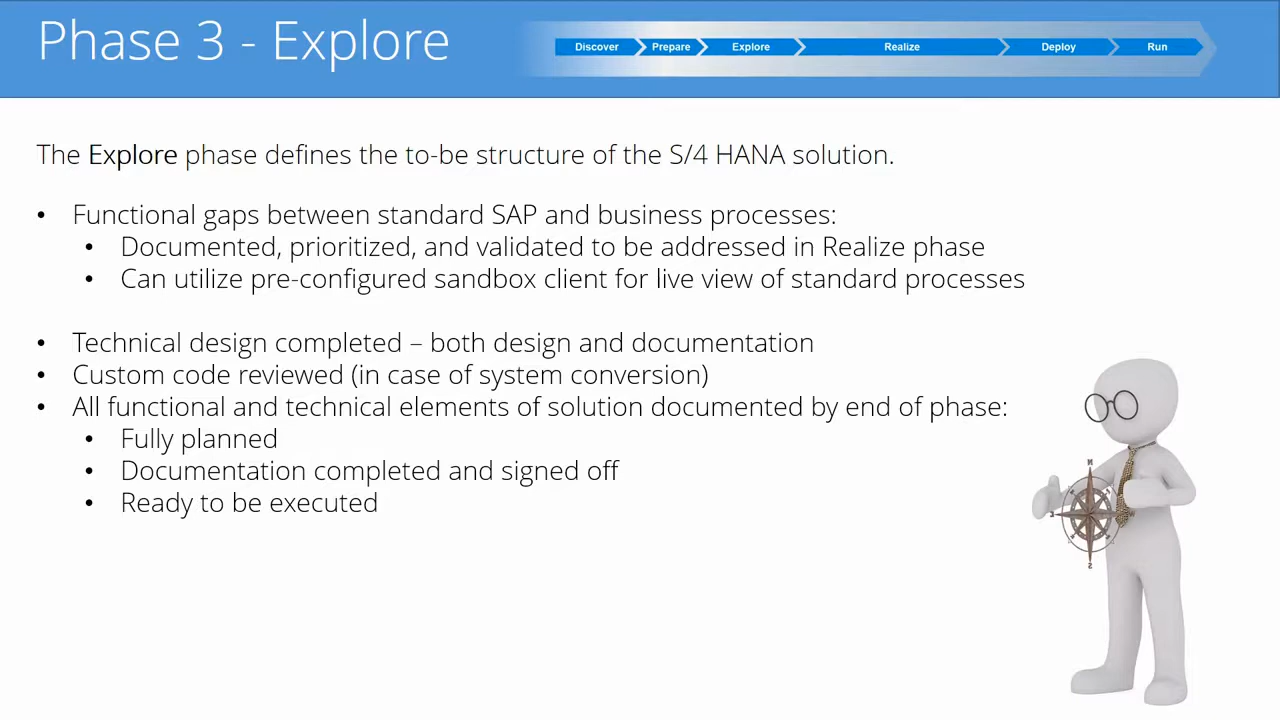 Phase 3 - Explore
Discover
Prepare
Explore
Realize
Deploy
Run
The Explore phase defines the to-be structure of the S/4 HANA solution.
• Functional gaps between standard SAP and business processes:
• Documented, prioritized, and validated to be addressed in Realize phase
• Can utilize pre-configured sandbox client for live view of standard processes
• Technical design completed – both design and documentation
• Custom code reviewed (in case of system conversion)
• All functional and technical elements of solution documented by end of phase:
• Fully planned
• Documentation completed and signed off
• Ready to be executed